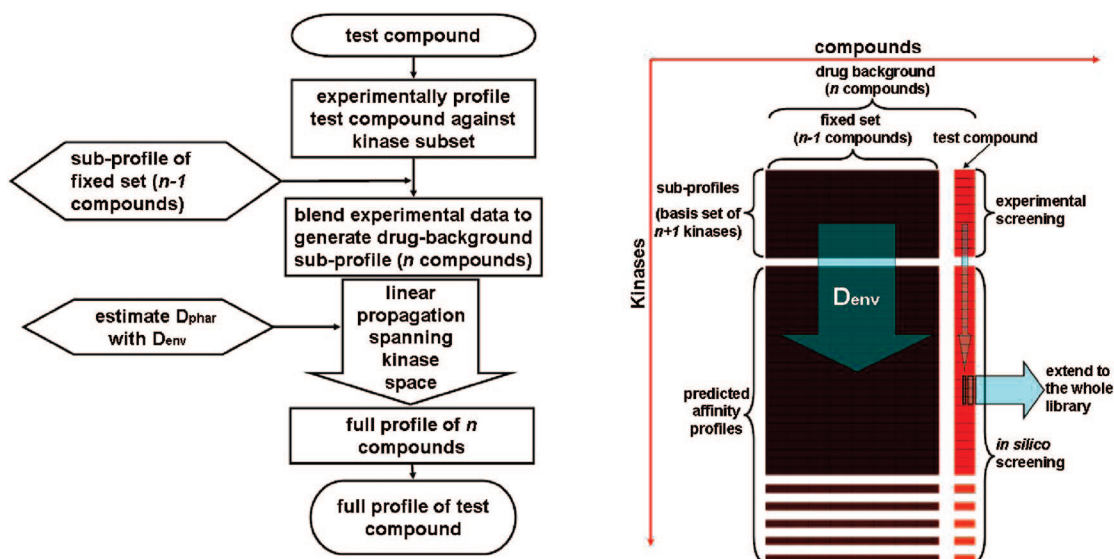 test compound
experimentally profile
test compound against
kinase subset
sub-profile of
fixed set (n-1
compounds)
blend experimental data to
generate drug-background
sub-profile (n compounds)
estimate Dphar
with Denv
linear
propagation
spanning
kinase
space
full profile of n
compounds
full profile of test
compound
compounds
drug background
(n compounds)
fixed set
(n-1 compounds)
test compound
Kinases
sub-profiles
(basis set of
n+1 kinases)
experimental
screening
Denv
predicted
affinity
profiles
extend to
the whole
library
in silico
screening